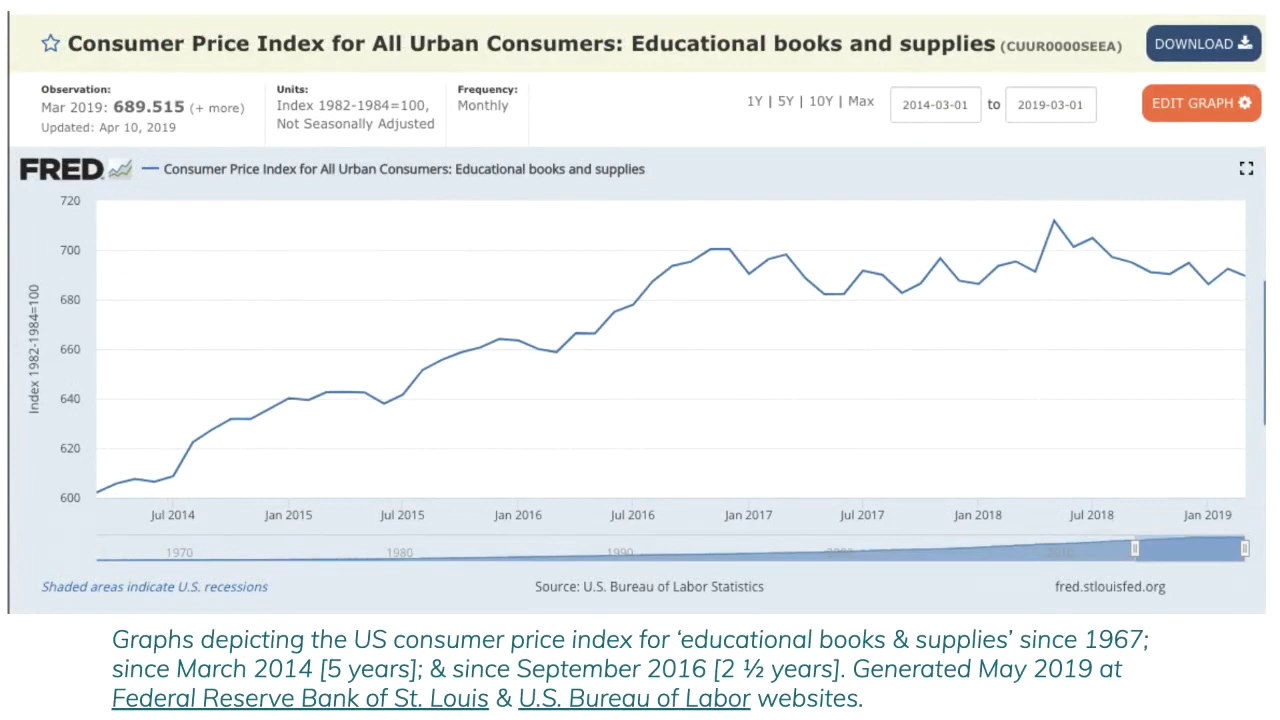 Consumer Price Index for All Urban Consumers: Educational books and supplies (CUUR0000SEEA)
DOWNLOAD
Observation:
Mar 2019: 689.515 (+ more)
Updated: Apr 10, 2019
Units:
Index 1982-1984=100,
Not Seasonally Adjusted
Frequency:
Monthly
1Y | 5Y | 10Y | Max
2014-03-01 to 2019-03-01
EDIT GRAPH
FRED
Consumer Price Index for All Urban Consumers: Educational books and supplies
Index 1982-1984=100
720
700
680
660
640
620
600
Jul 2014 Jan 2015 Jul 2015 Jan 2016 Jul 2016 Jan 2017 Jul 2017 Jan 2018 Jul 2018 Jan 2019
1970 1980 1990 2000 2010
Shaded areas indicate U.S. recessions
Source: U.S. Bureau of Labor Statistics
fred.stlouisfed.org
Graphs depicting the US consumer price index for ‘educational books & supplies’ since 1967;
since March 2014 [5 years]; & since September 2016 [2 ½ years]. Generated May 2019 at
Federal Reserve Bank of St. Louis & U.S. Bureau of Labor websites.